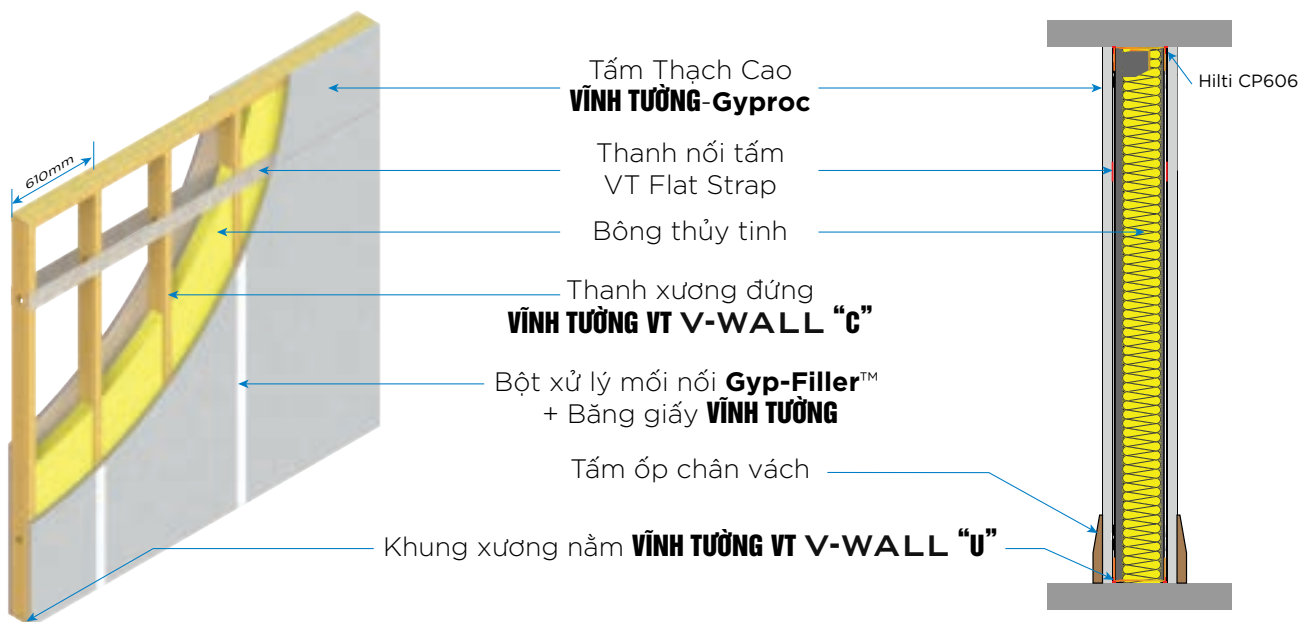 610mm
Tấm Thạch Cao
VĨNH TƯỜNG-Gyproc
Hilti CP606
Thanh nối tấm
VT Flat Strap
Bông thủy tinh
Thanh xương đứng
VĨNH TƯỜNG VT V-WALL “C”
Bột xử lý mối nối Gyp-Filler™
+ Băng giấy VĨNH TƯỜNG
Tấm ốp chân vách
Khung xương nằm VĨNH TƯỜNG VT V-WALL “U”